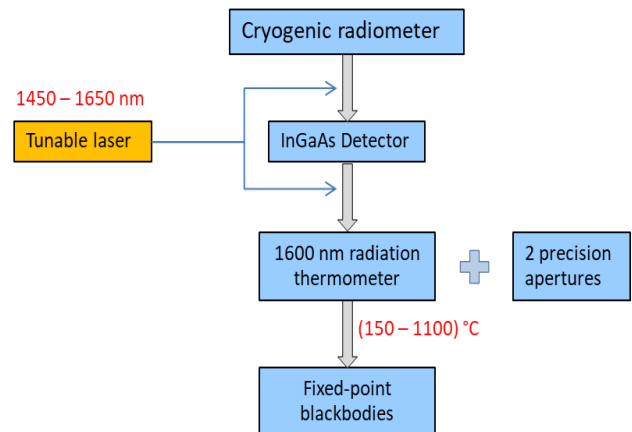 Cryogenic radiometer
1450 – 1650 nm
Tunable laser
InGaAs Detector
1600 nm radiation
thermometer
2 precision
apertures
(150 – 1100) °C
Fixed-point
blackbodies